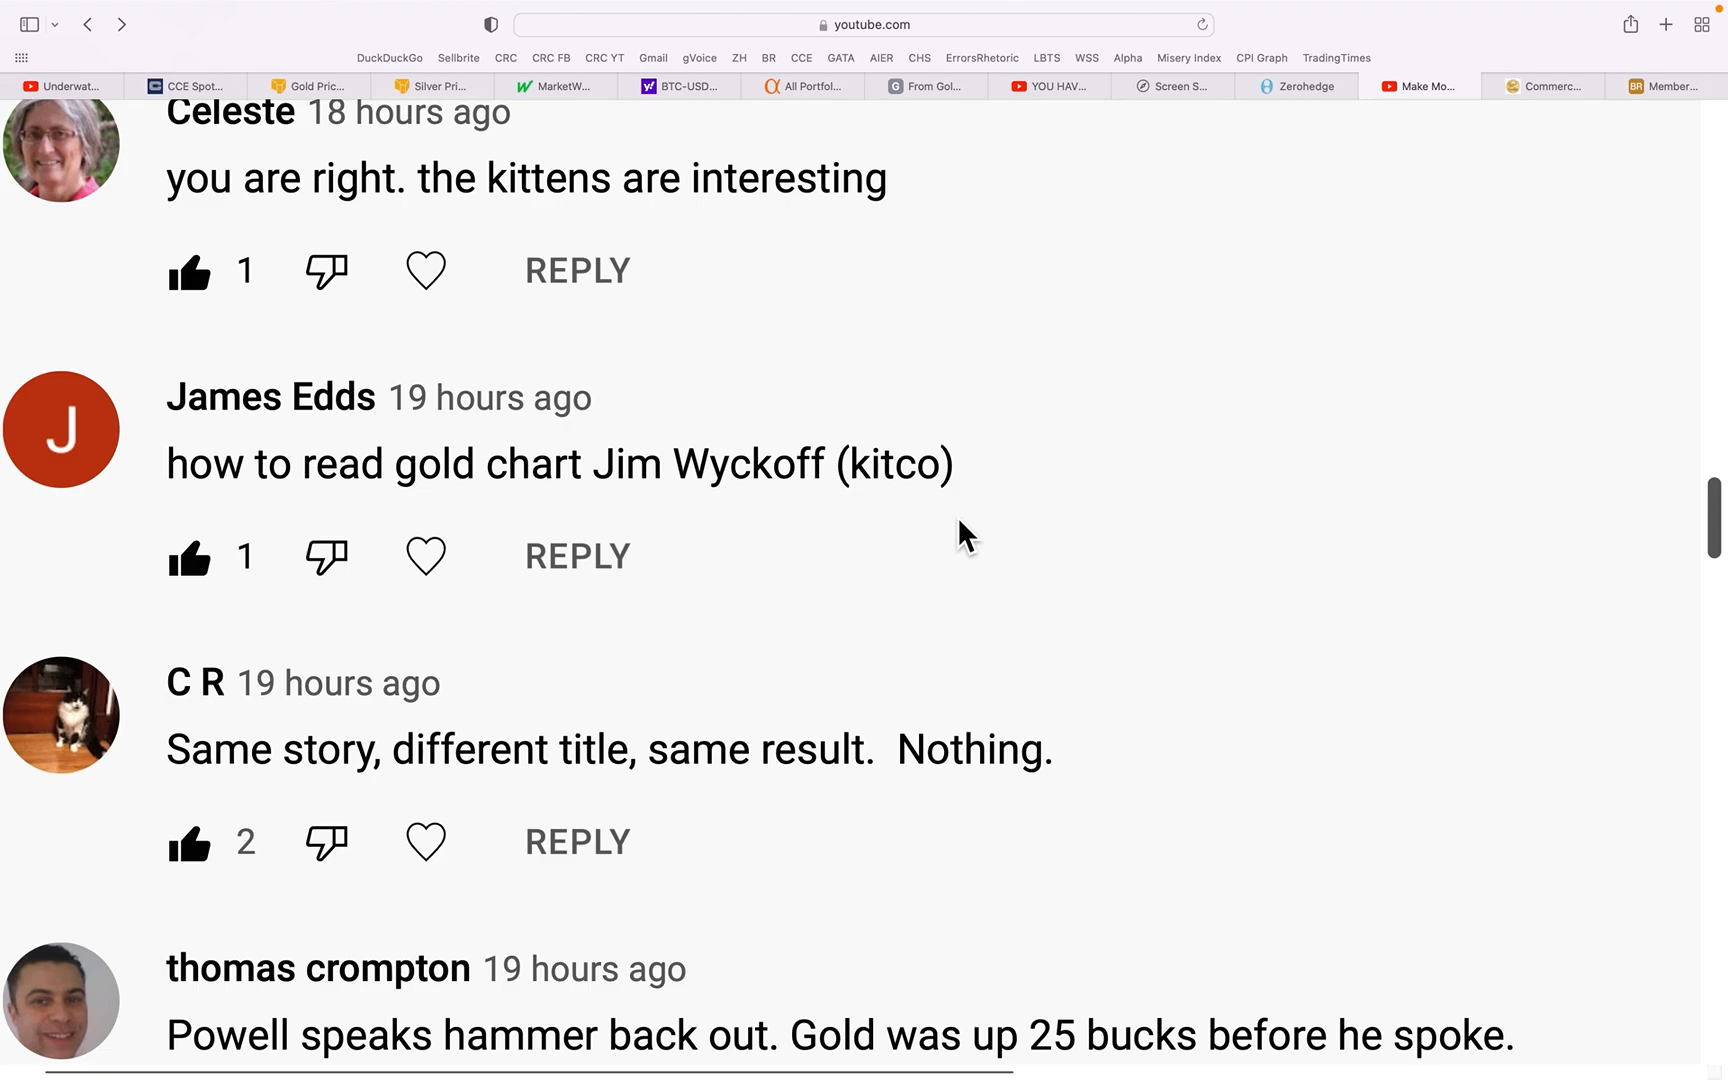 youtube.com
DuckDuckGo Sellbrite CRC CRC FB CRC YT Gmail gVoice ZH BR CCE GATA AIER CHS ErrorsRhetoric LBTS WSS Alpha Misery Index CPI Graph TradingTimes
Underwat... CCE Spot... Gold Pric... Silver Pri... MarketW... BTC-USD... All Portfol... From Gol... YOU HAV... Screen S... Zerohedge Make Mo... Commerc... BR Member...
Celeste 18 hours ago
you are right. the kittens are interesting
1 REPLY
J
James Edds 19 hours ago
how to read gold chart Jim Wyckoff (kitco)
1 REPLY
C R 19 hours ago
Same story, different title, same result.  Nothing.
2 REPLY
thomas crompton 19 hours ago
Powell speaks hammer back out. Gold was up 25 bucks before he spoke.